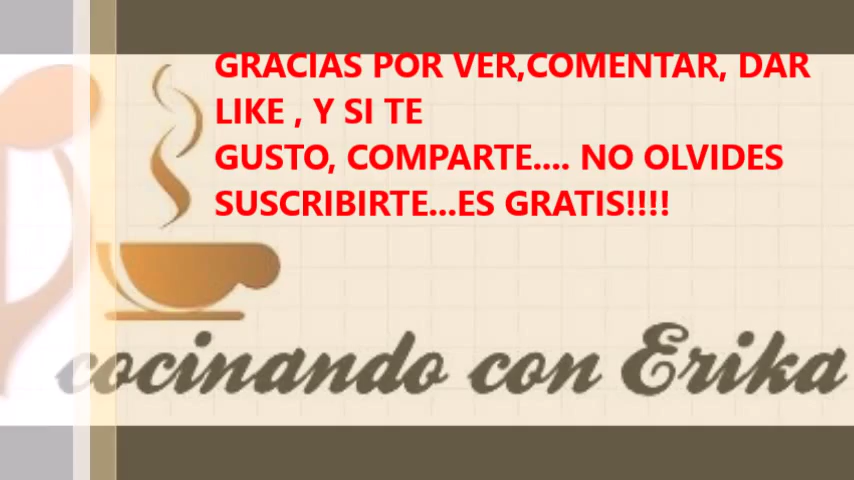 GRACIAS POR VER,COMENTAR, DAR
LIKE , Y SI TE
GUSTO, COMPARTE.... NO OLVIDES
SUSCRIBIRTE...ES GRATIS!!!!
cocinando con Erika